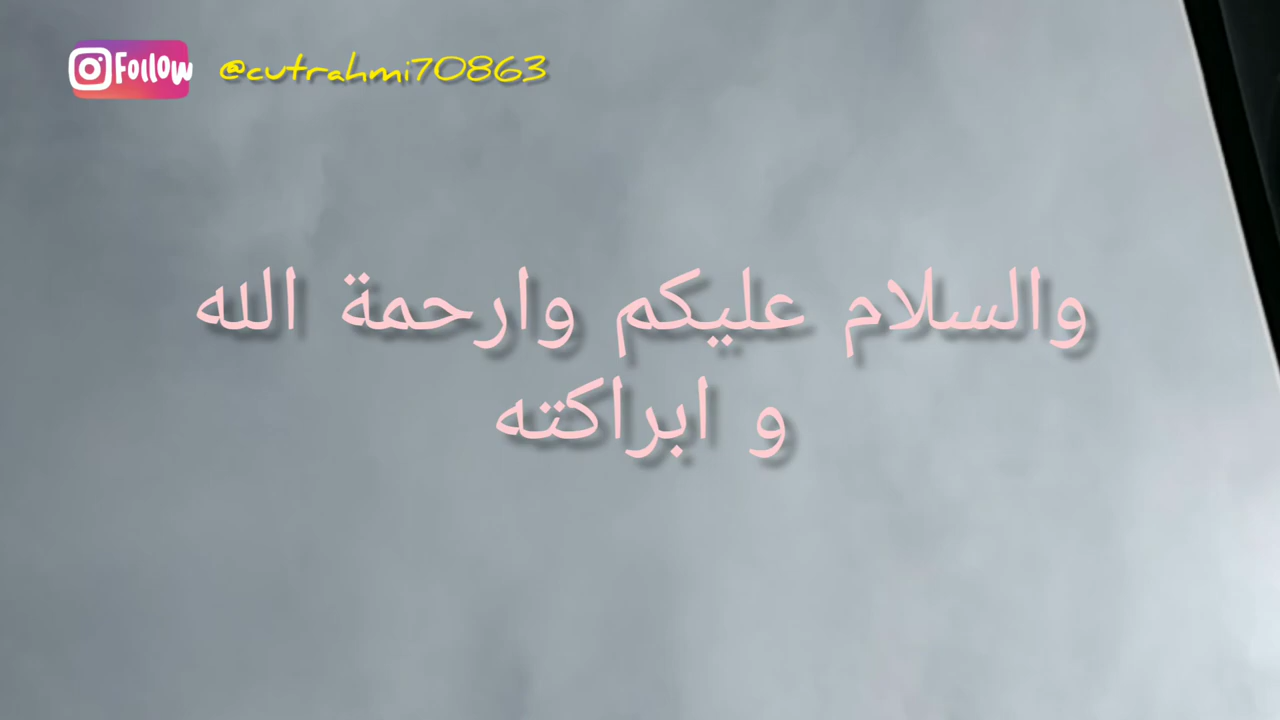 Follow @cutrahmi70863
والسلام عليكم وارحمة الله
و ابراكته